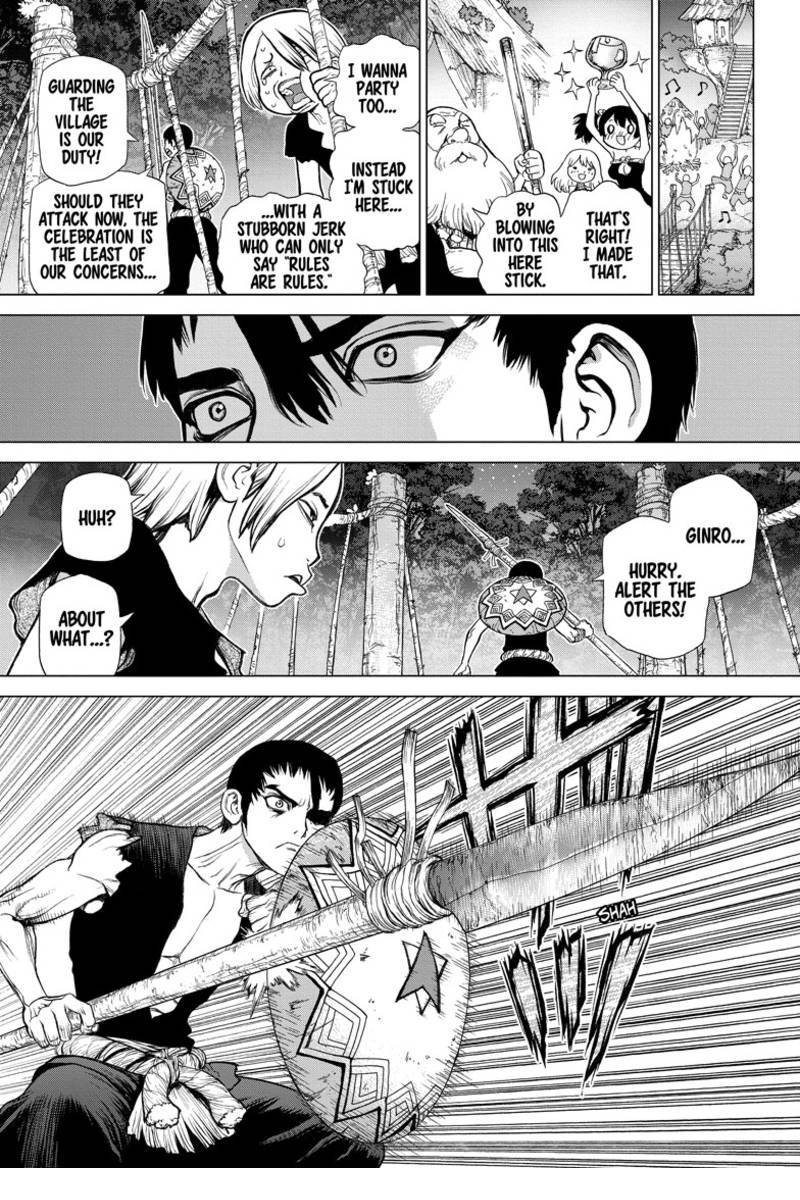 THAT'S
RIGHT!
I MADE
THAT.
BY
BLOWING
INTO THIS
HERE
STICK.
I WANNA
PARTY
TOO...
INSTEAD
I'M STUCK
HERE...
...WITH A
STUBBORN JERK
WHO CAN ONLY
SAY "RULES
ARE RULES."
GUARDING
THE
VILLAGE
IS OUR
DUTY!
SHOULD THEY
ATTACK NOW, THE
CELEBRATION IS
THE LEAST OF
OUR CONCERNS...
GINRO...
HURRY.
ALERT THE
OTHERS!
HUH?
ABOUT
WHAT...?
SHAH